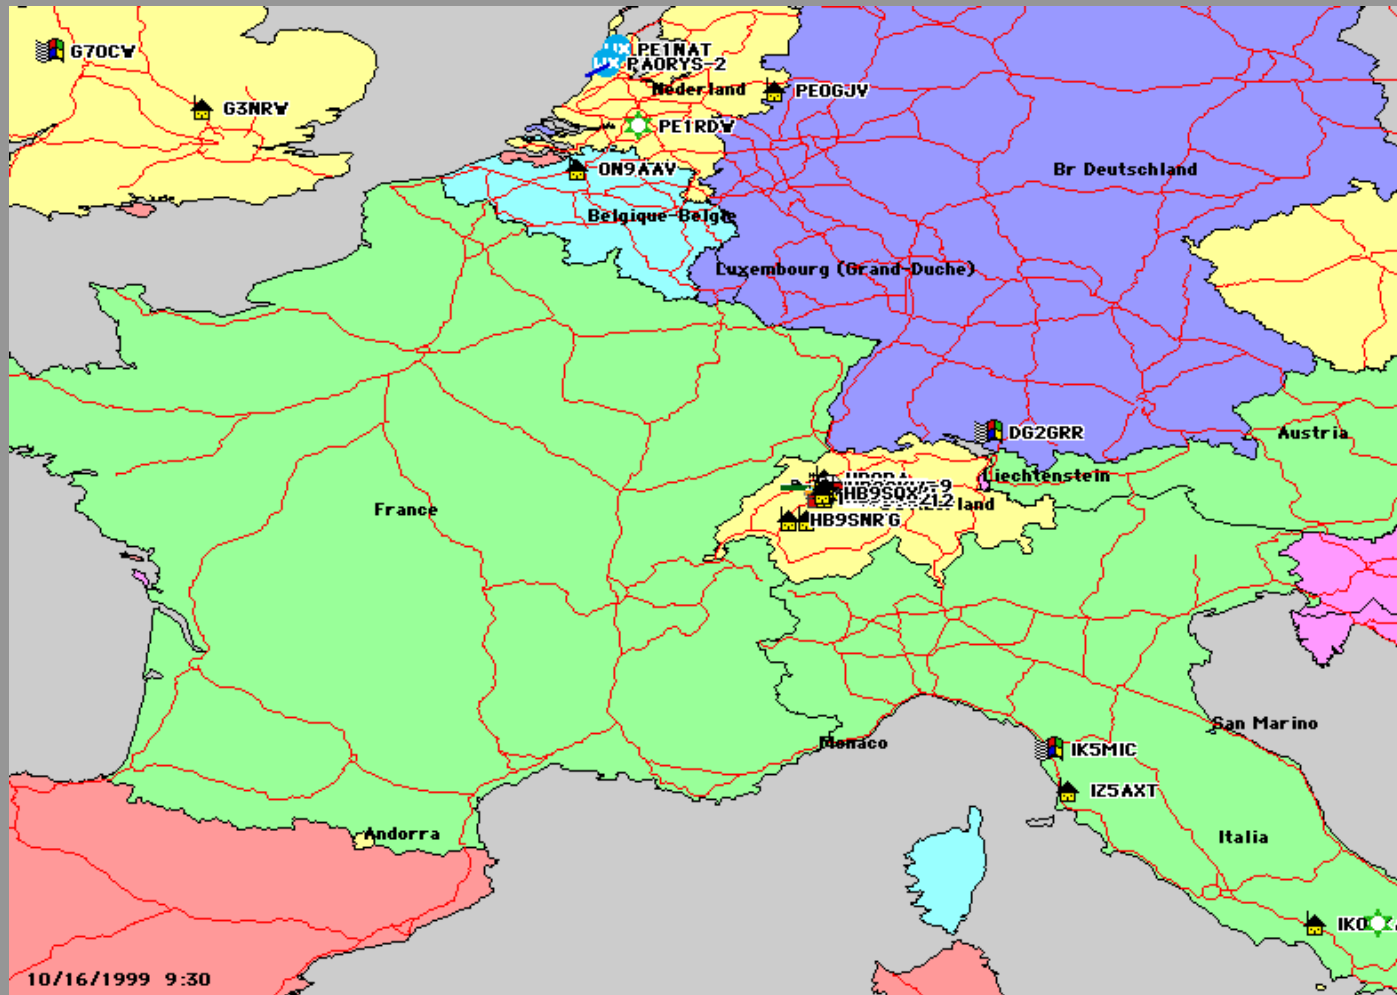 G7OCW
PE1NAT
PA0RYS-2
Nederland
PE0GJV
G3NRW
PE1RDW
ON9AAV
Br Deutschland
Belgique-Belgie
Luxembourg (Grand-Duche)
DG2GRR
Austria
Liechtenstein
HB9SQX
France
HB9SNR
San Marino
Monaco
IK5MIC
IZ5AXT
Andorra
Italia
IK0
10/16/1999 9:30